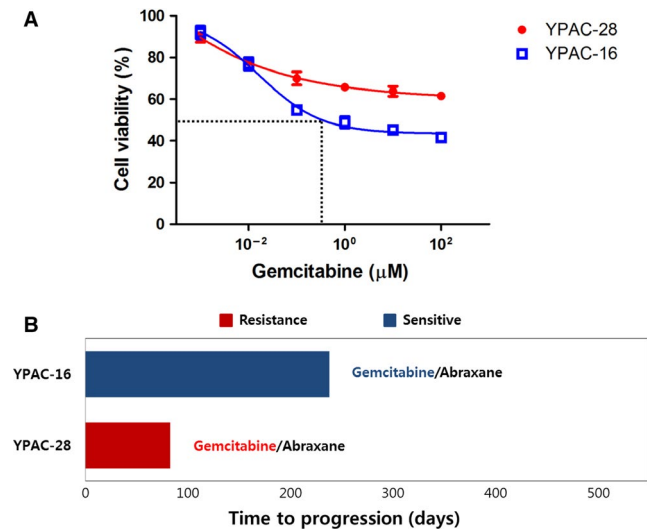 A
100
80
60
40
20
0
Cell viability (%)
10⁻² 10⁰ 10²
Gemcitabine (μM)
YPAC-28
YPAC-16
B
Resistance Sensitive
YPAC-16
Gemcitabine/Abraxane
YPAC-28
Gemcitabine/Abraxane
0 100 200 300 400 500
Time to progression (days)